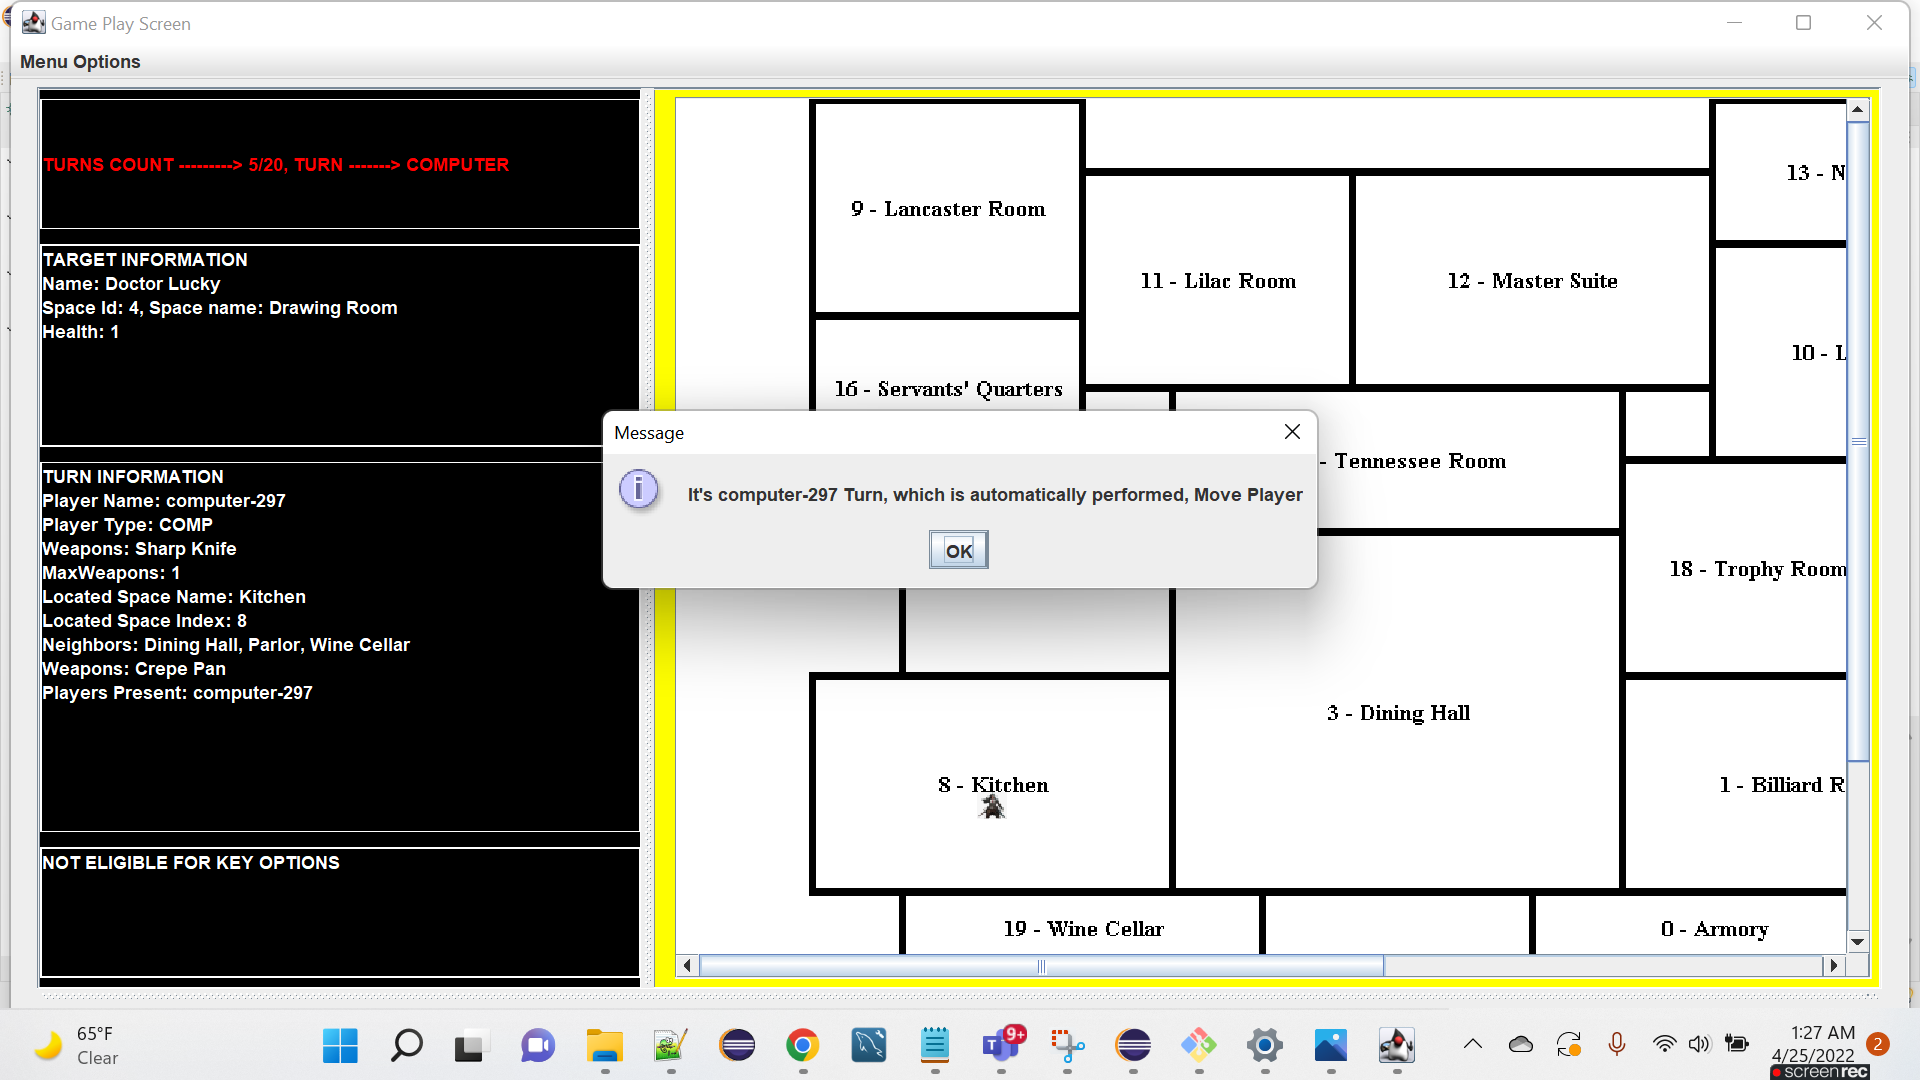 Game Play Screen
Menu Options
TURNS COUNT ---------> 5/20, TURN -------> COMPUTER
TARGET INFORMATION
Name: Doctor Lucky
Space Id: 4, Space name: Drawing Room
Health: 1
TURN INFORMATION
Player Name: computer-297
Player Type: COMP
Weapons: Sharp Knife
MaxWeapons: 1
Located Space Name: Kitchen
Located Space Index: 8
Neighbors: Dining Hall, Parlor, Wine Cellar
Weapons: Crepe Pan
Players Present: computer-297
NOT ELIGIBLE FOR KEY OPTIONS
9 - Lancaster Room
11 - Lilac Room
12 - Master Suite
13 - N
10 - L
16 - Servants' Quarters
- Tennessee Room
18 - Trophy Room
3 - Dining Hall
8 - Kitchen
1 - Billiard R
19 - Wine Cellar
0 - Armory
Message
It's computer-297 Turn, which is automatically performed, Move Player
OK
65°F
Clear
9+
1:27 AM
4/25/2022
2
screenrec